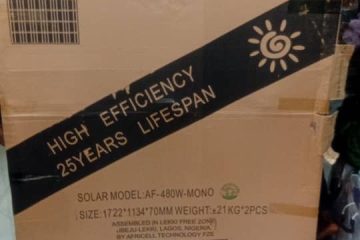 HIGH EFFICIENCY
25YEARS LIFESPAN
SOLAR MODEL:AF-480W-MONO
SIZE:1722*1134*70MM WEIGHT:±21KG*2PCS
ASSEMBLED IN LEKKI FREE ZONE
IBEJU-LEKKI, LAGOS, NIGERIA
BY AFRICELL TECHNOLOGY FZE